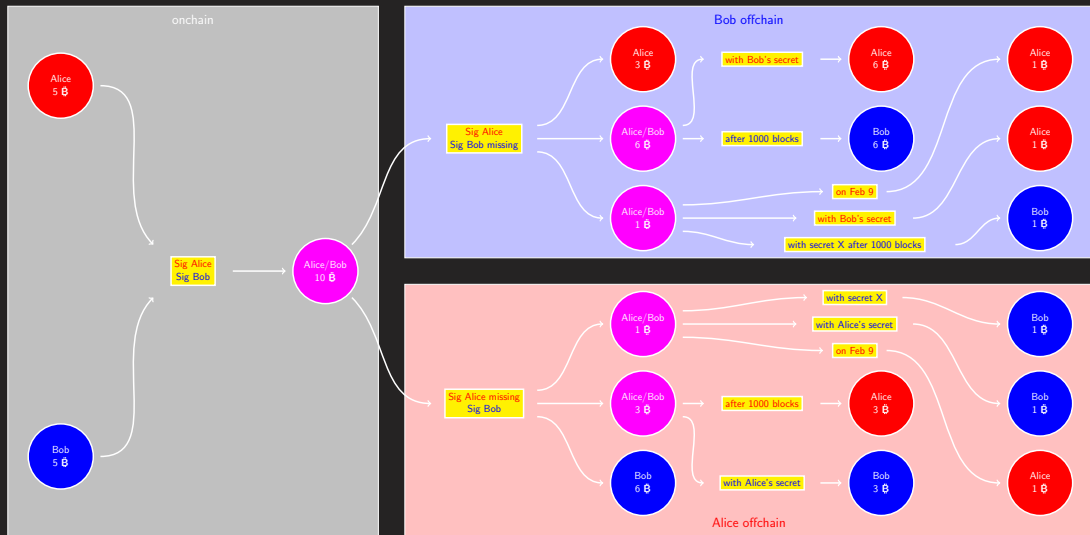 onchain
Alice
5 ₿
Sig Alice
Sig Bob
Alice/Bob
10 ₿
Bob
5 ₿
Bob offchain
Sig Alice
Sig Bob missing
Alice
3 ₿
with Bob's secret
Alice
6 ₿
Alice
1 ₿
Alice/Bob
6 ₿
after 1000 blocks
Bob
6 ₿
Alice
1 ₿
Alice/Bob
1 ₿
on Feb 9
with Bob's secret
with secret X after 1000 blocks
Bob
1 ₿
Sig Alice missing
Sig Bob
Alice/Bob
1 ₿
with secret X
with Alice's secret
on Feb 9
Bob
1 ₿
Alice/Bob
3 ₿
after 1000 blocks
Alice
3 ₿
Bob
1 ₿
Bob
6 ₿
with Alice's secret
Bob
3 ₿
Alice
1 ₿
Alice offchain